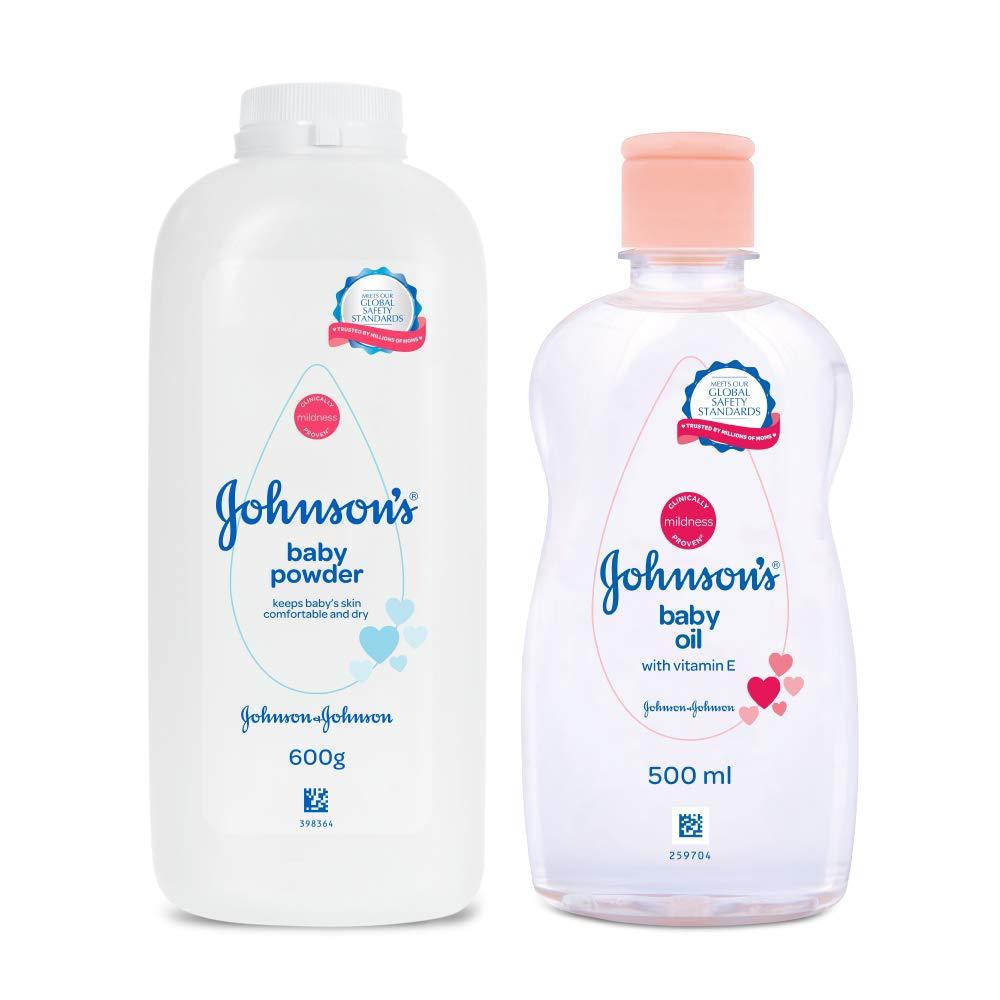 MEETS OUR
GLOBAL
SAFETY
STANDARDS
TRUSTED BY MILLIONS OF MOMS
CLINICALLY
mildness
PROVEN*
Johnson's®
baby
powder
keeps baby's skin
comfortable and dry
Johnson+Johnson
600g
398364
MEETS OUR
GLOBAL
SAFETY
STANDARDS
TRUSTED BY MILLIONS OF MOMS
CLINICALLY
mildness
PROVEN*
Johnson's®
baby
oil
with vitamin E
Johnson+Johnson
500 ml
259704